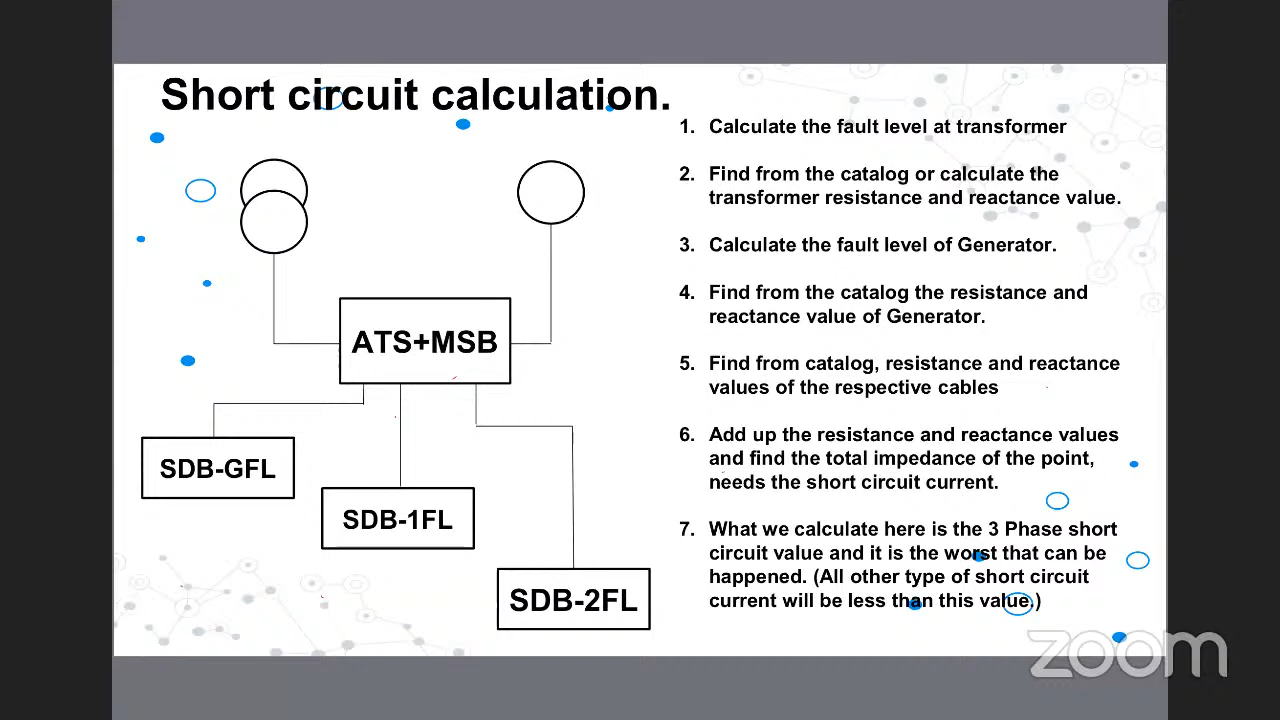 Short circuit calculation.
1. Calculate the fault level at transformer
2. Find from the catalog or calculate the
transformer resistance and reactance value.
3. Calculate the fault level of Generator.
4. Find from the catalog the resistance and
reactance value of Generator.
5. Find from catalog, resistance and reactance
values of the respective cables
6. Add up the resistance and reactance values
and find the total impedance of the point,
needs the short circuit current.
7. What we calculate here is the 3 Phase short
circuit value and it is the worst that can be
happened. (All other type of short circuit
current will be less than this value.)
ATS+MSB
SDB-GFL
SDB-1FL
SDB-2FL
zoom